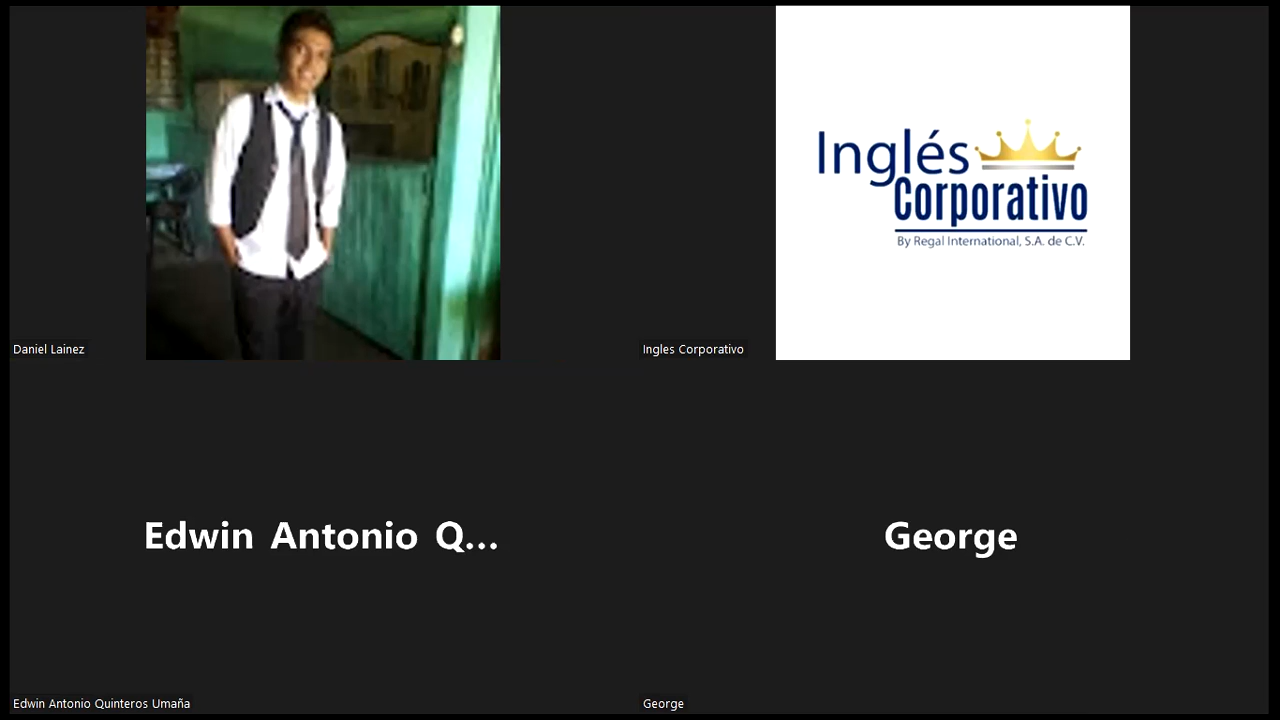 Daniel Lainez
Inglés
Corporativo
By Regal International, S.A. de C.V.
Ingles Corporativo
Edwin Antonio Q...
George
Edwin Antonio Quinteros Umaña
George